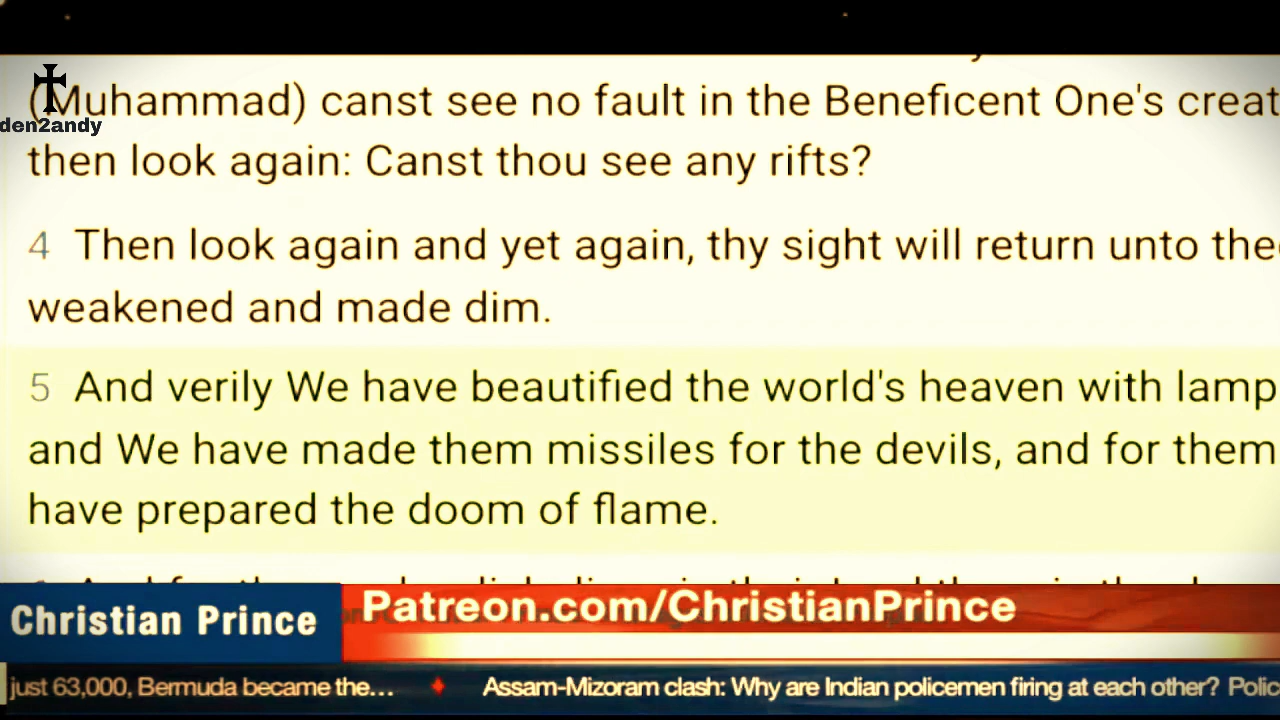 (Muhammad) canst see no fault in the Beneficent One's creat
den2andy
then look again: Canst thou see any rifts?
4 Then look again and yet again, thy sight will return unto thee
weakened and made dim.
5 And verily We have beautified the world's heaven with lamp
and We have made them missiles for the devils, and for them
have prepared the doom of flame.
Christian Prince
Patreon.com/ChristianPrince
just 63,000, Bermuda became the... ♦ Assam-Mizoram clash: Why are Indian policemen firing at each other? Polic